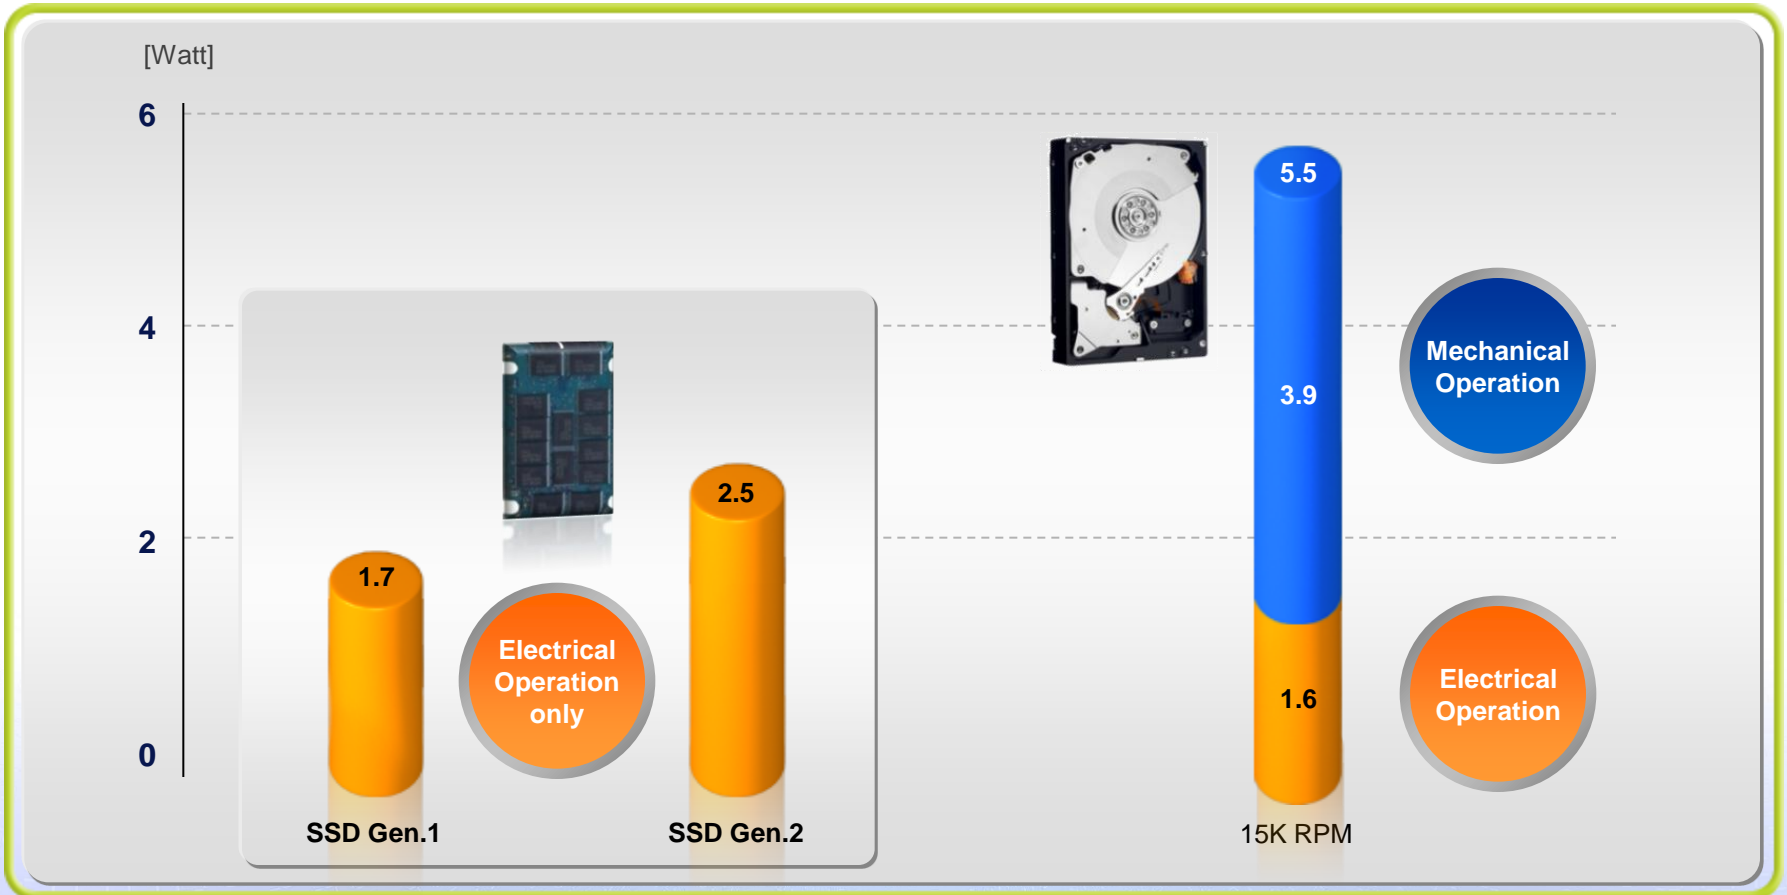 [Watt]
6
5.5
4
Mechanical
Operation
3.9
2.5
2
1.7
Electrical
Operation
only
Electrical
Operation
1.6
0
SSD Gen.1
SSD Gen.2
15K RPM